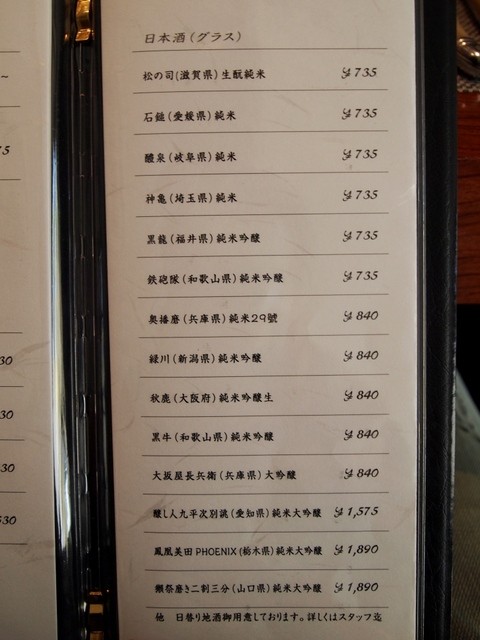 日本酒(グラス)
松の司(滋賀県)生酛純米 ¥735
石鎚(愛媛県)純米 ¥735
醴泉(岐阜県)純米 ¥735
神亀(埼玉県)純米 ¥735
黒龍(福井県)純米吟醸 ¥735
鉄砲隊(和歌山県)純米吟醸 ¥735
奥播磨(兵庫県)純米29號 ¥840
緑川(新潟県)純米吟醸 ¥840
秋鹿(大阪府)純米吟醸生 ¥840
黒牛(和歌山県)純米吟醸 ¥840
大坂屋長兵衛(兵庫県)大吟醸 ¥840
醸し人九平次別誂(愛知県)純米大吟醸 ¥1,575
鳳凰美田 PHOENIX(栃木県)純米大吟醸 ¥1,890
獺祭磨き二割三分(山口県)純米大吟醸 ¥1,890
他 日替り地酒御用意しております。詳しくはスタッフ迄